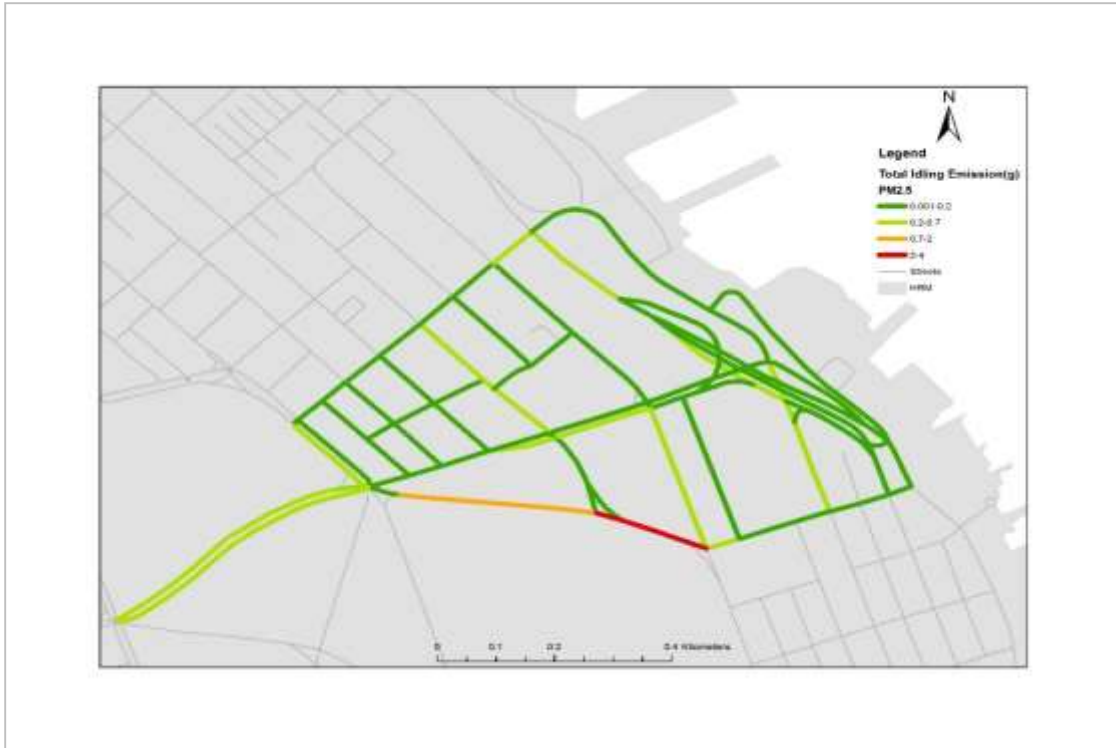 N
Legend
Total Idling Emission(g)
PM2.5
0.001-0.2
0.2-0.7
0.7-2
2-4
Streets
HRM
0 0.1 0.2 0.4 Kilometers